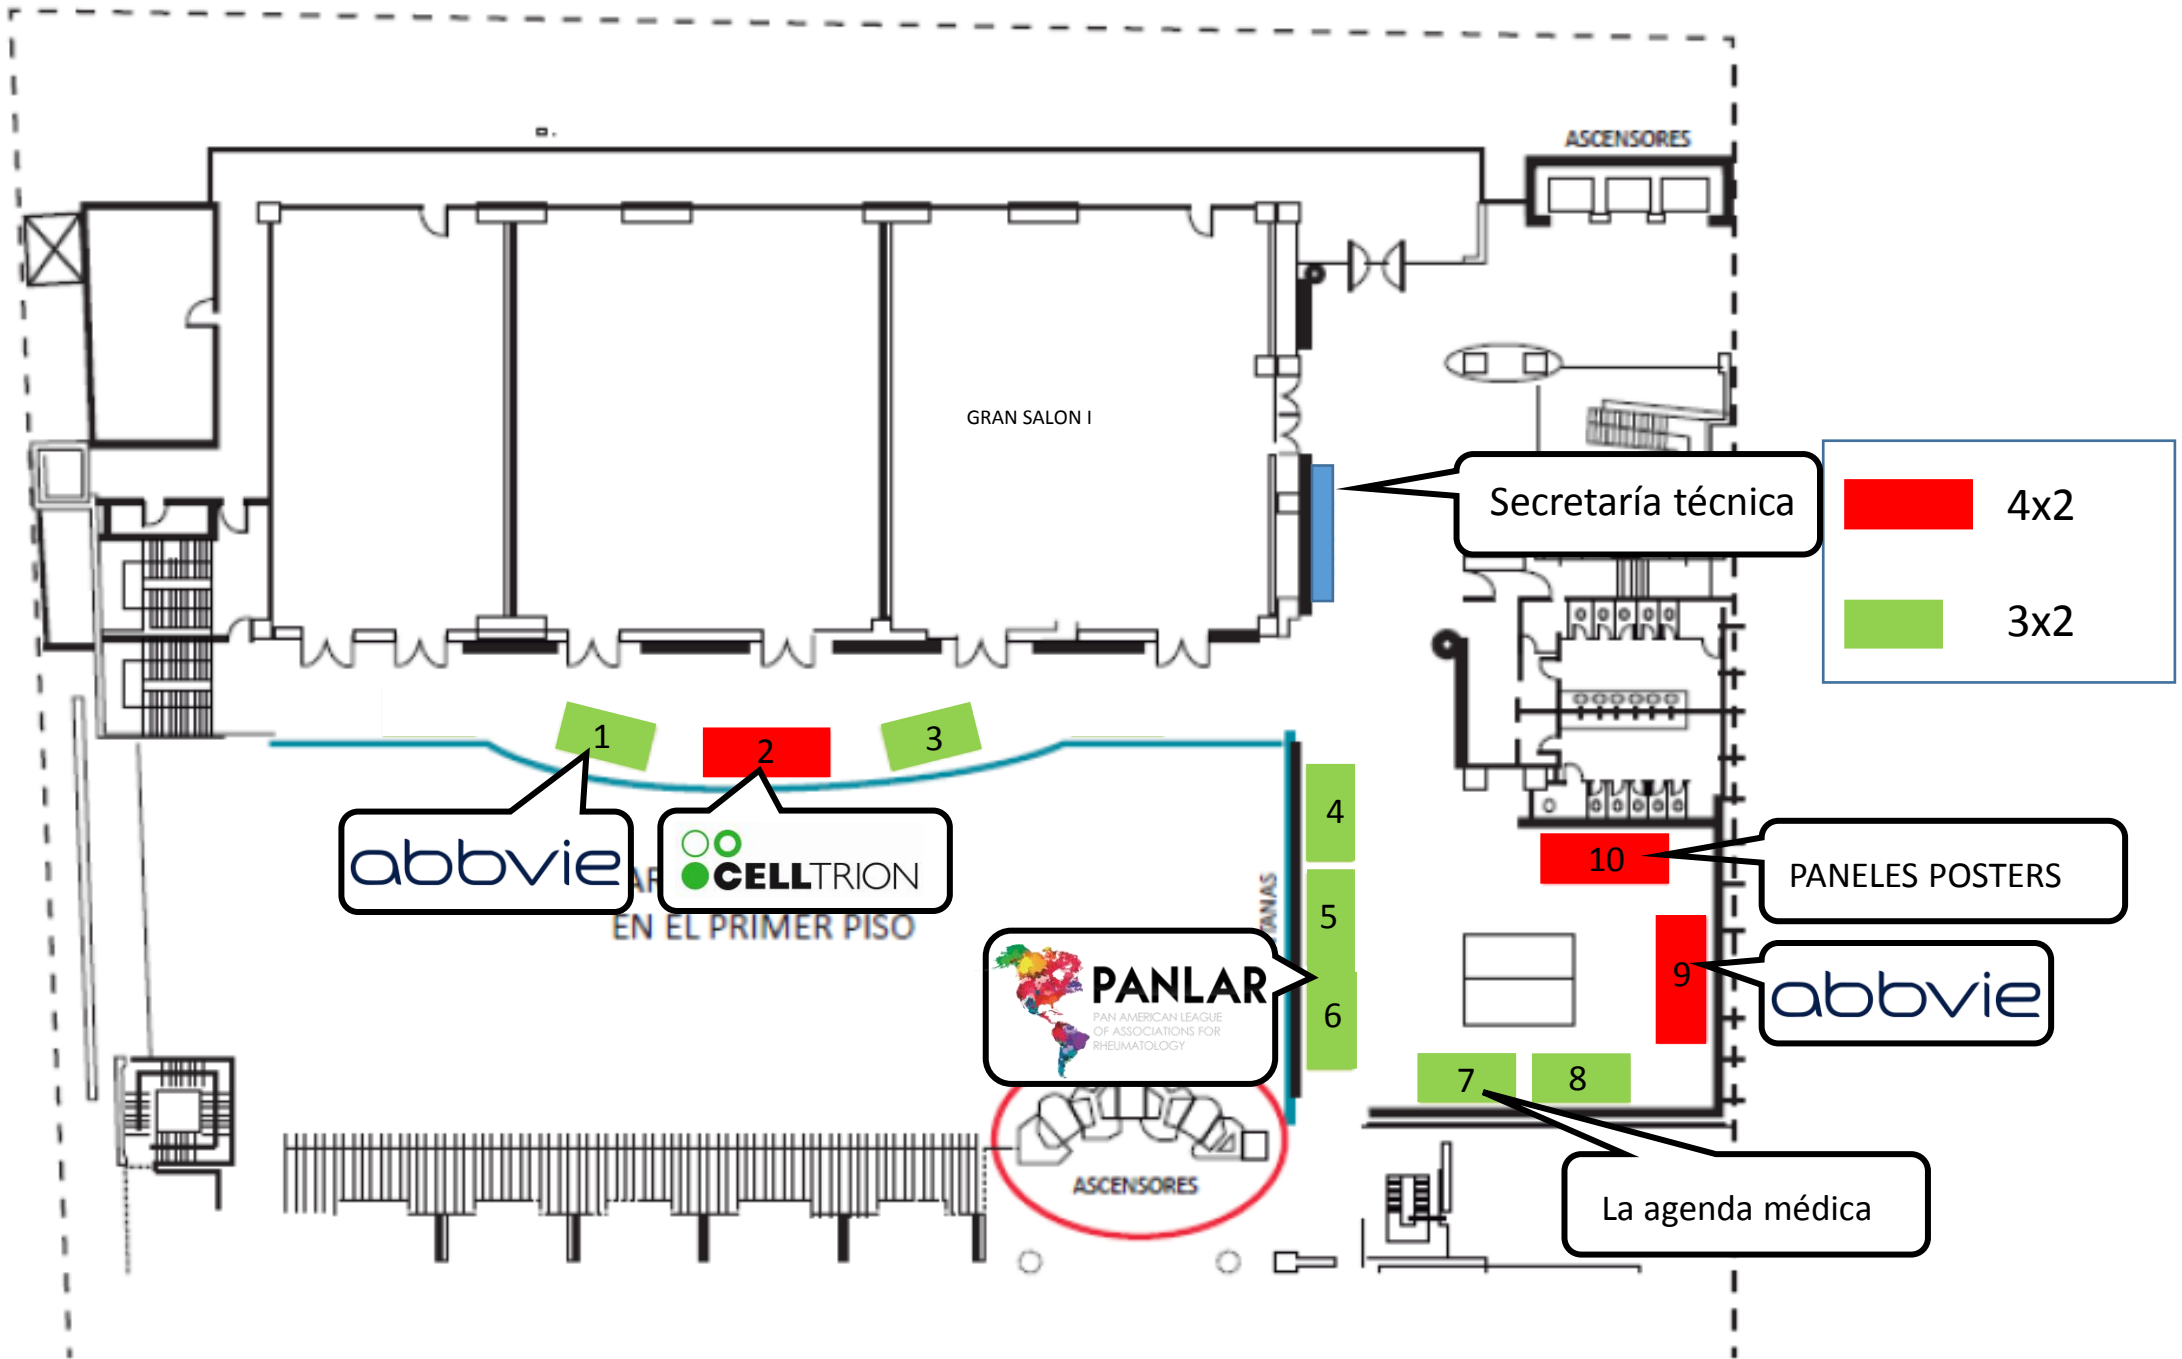 ASCENSORES
GRAN SALON I
Secretaría técnica
4x2
3x2
1
2
3
abbvie
CELLTRION
EN EL PRIMER PISO
4
5
6
PANLAR
PAN AMERICAN LEAGUE
OF ASSOCIATIONS FOR
RHEUMATOLOGY
10
PANELES POSTERS
9
abbvie
7
8
ASCENSORES
La agenda médica